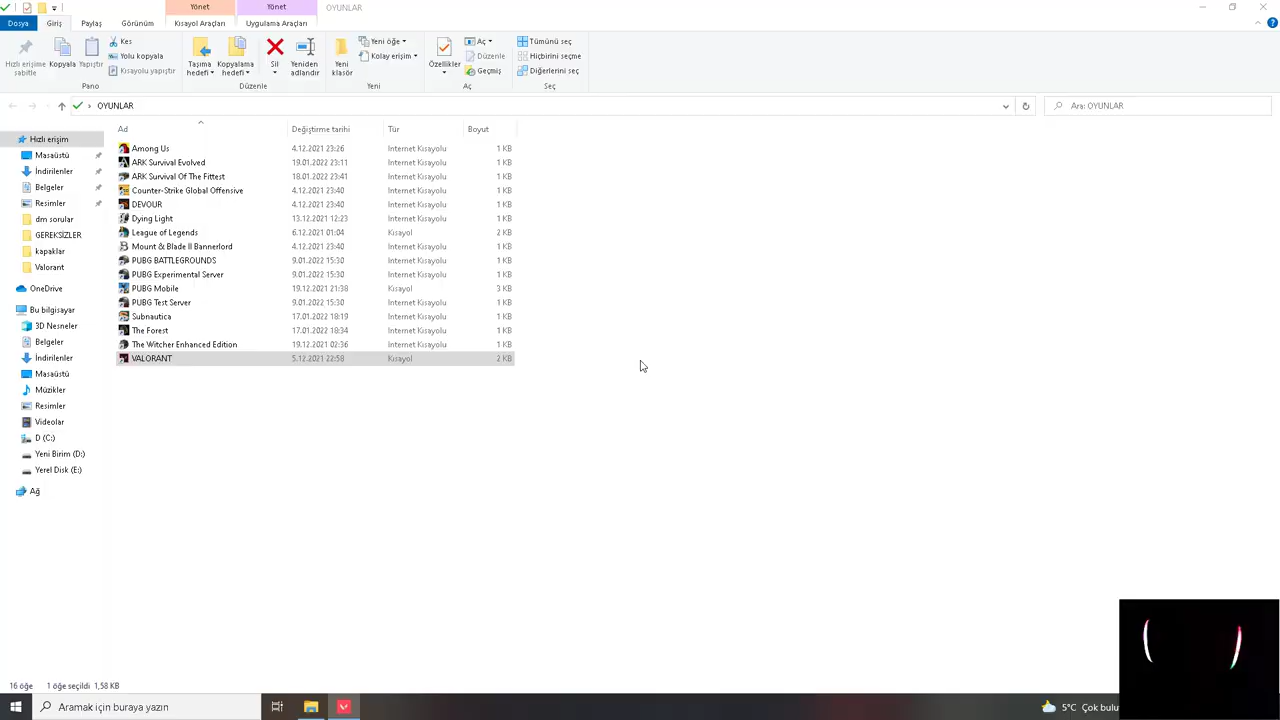 Yönet
Yönet
OYUNLAR
Dosya
Giriş
Paylaş
Görünüm
Kısayol Araçları
Uygulama Araçları
Hızlı erişime sabitle
Kopyala
Yapıştır
Kes
Yolu kopyala
Kısayolu yapıştır
Pano
Taşıma hedefi
Kopyalama hedefi
Sil
Yeniden adlandır
Düzenle
Yeni klasör
Yeni öğe
Kolay erişim
Yeni
Özellikler
Aç
Düzenle
Geçmiş
Aç
Tümünü seç
Hiçbirini seçme
Diğerlerini seç
Seç
OYUNLAR
Ara: OYUNLAR
Hızlı erişim
Masaüstü
İndirilenler
Belgeler
Resimler
dm sorular
GEREKSİZLER
kapaklar
Valorant
OneDrive
Bu bilgisayar
3D Nesneler
Belgeler
İndirilenler
Masaüstü
Müzikler
Resimler
Videolar
D (C:)
Yeni Birim (D:)
Yerel Disk (E:)
Ağ
Ad Değiştirme tarihi Tür Boyut
Among Us 4.12.2021 23:26 Internet Kısayolu 1 KB
ARK Survival Evolved 19.01.2022 23:11 Internet Kısayolu 1 KB
ARK Survival Of The Fittest 18.01.2022 23:41 Internet Kısayolu 1 KB
Counter-Strike Global Offensive 4.12.2021 23:40 Internet Kısayolu 1 KB
DEVOUR 4.12.2021 23:40 Internet Kısayolu 1 KB
Dying Light 13.12.2021 12:23 Internet Kısayolu 1 KB
League of Legends 6.12.2021 01:04 Kısayol 2 KB
Mount & Blade II Bannerlord 4.12.2021 23:40 Internet Kısayolu 1 KB
PUBG BATTLEGROUNDS 9.01.2022 15:30 Internet Kısayolu 1 KB
PUBG Experimental Server 9.01.2022 15:30 Internet Kısayolu 1 KB
PUBG Mobile 19.12.2021 21:38 Kısayol 3 KB
PUBG Test Server 9.01.2022 15:30 Internet Kısayolu 1 KB
Subnautica 17.01.2022 18:19 Internet Kısayolu 1 KB
The Forest 17.01.2022 18:34 Internet Kısayolu 1 KB
The Witcher Enhanced Edition 19.12.2021 02:36 Internet Kısayolu 1 KB
VALORANT 5.12.2021 22:58 Kısayol 2 KB
16 öğe 1 öğe seçildi 1,58 KB
Aramak için buraya yazın
5°C Çok bulu